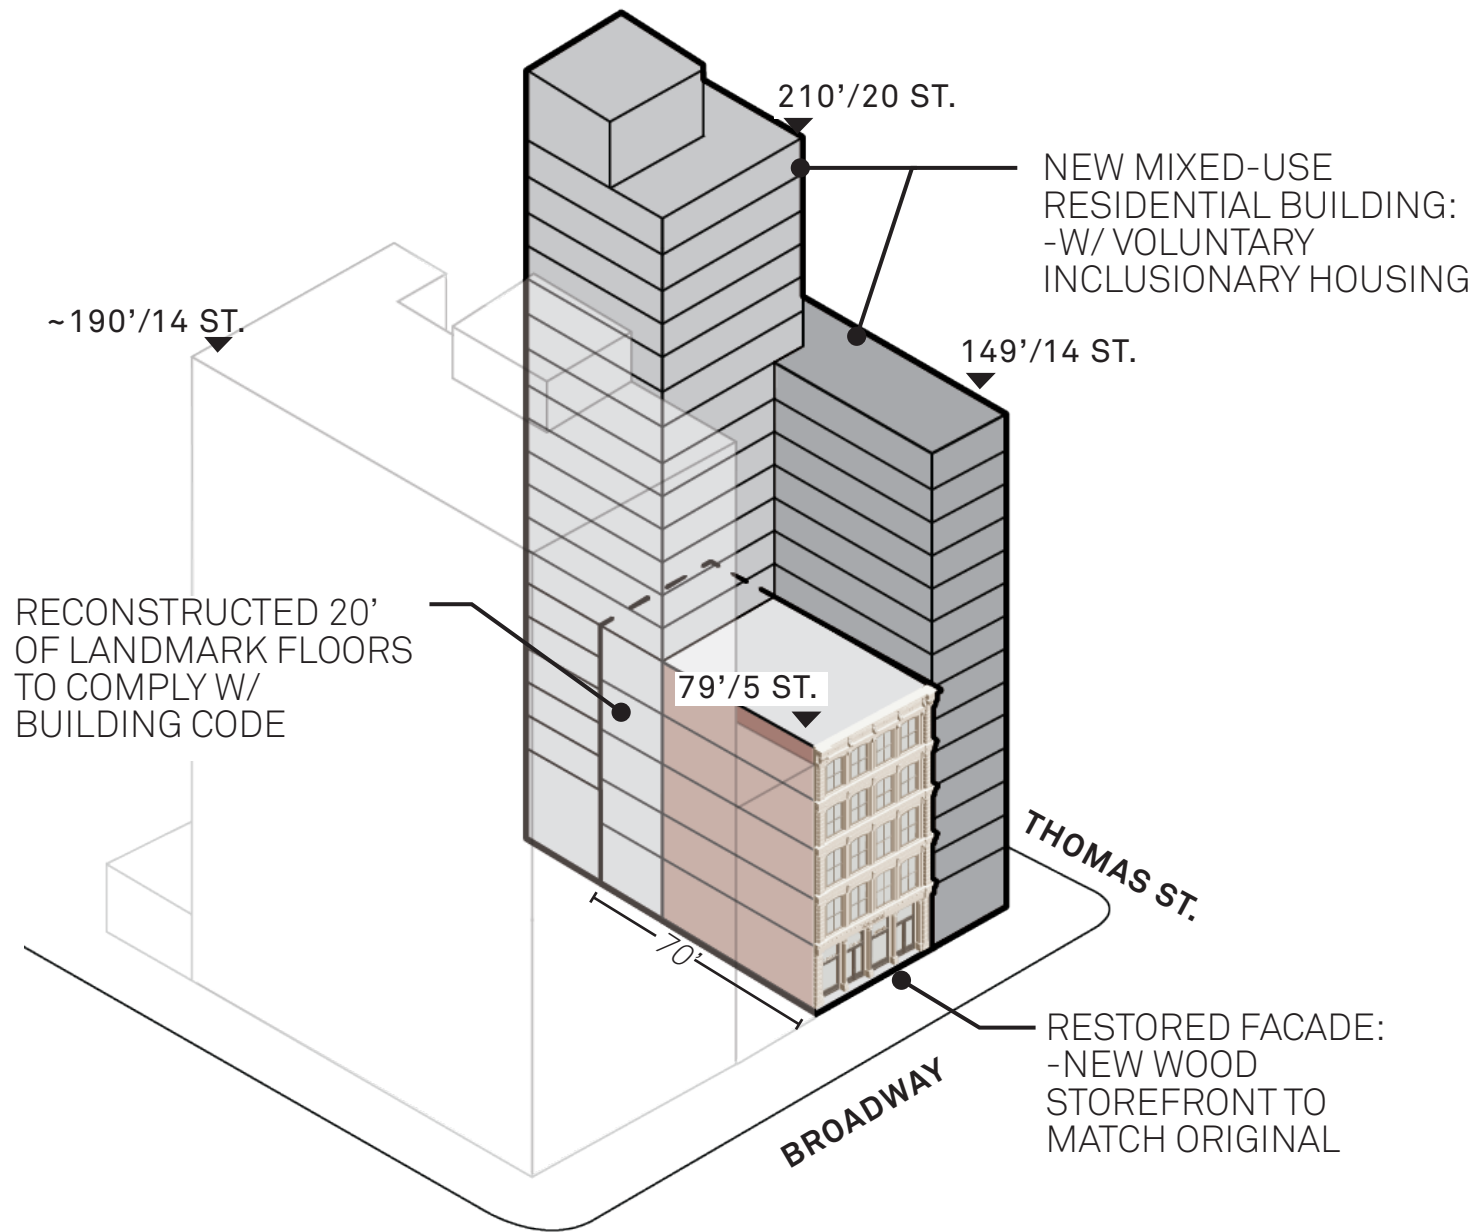 210’/20 ST.
NEW MIXED-USE
RESIDENTIAL BUILDING:
-W/ VOLUNTARY
INCLUSIONARY HOUSING
~190’/14 ST.
149’/14 ST.
RECONSTRUCTED 20’
OF LANDMARK FLOORS
TO COMPLY W/
BUILDING CODE
79’/5 ST.
THOMAS ST.
70’
RESTORED FACADE:
-NEW WOOD
STOREFRONT TO
MATCH ORIGINAL
BROADWAY